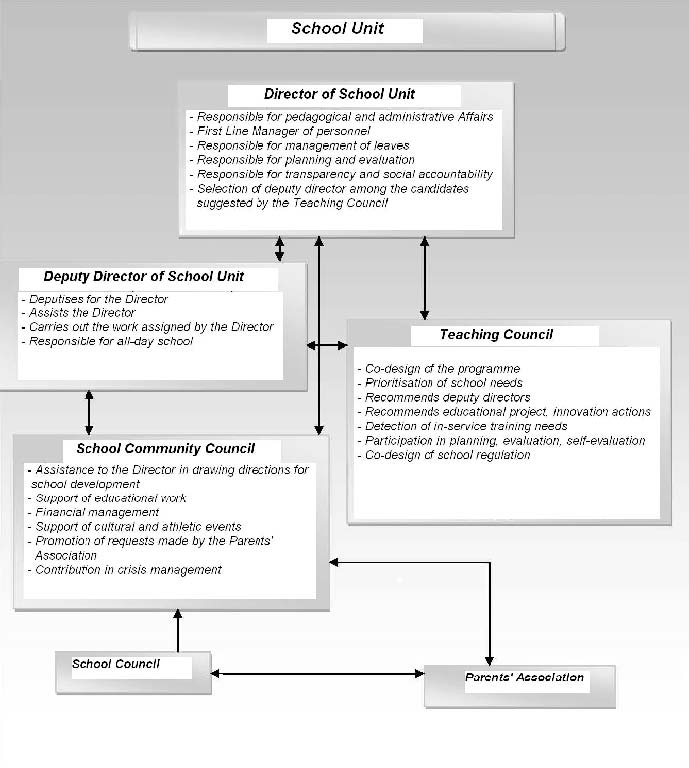 School Unit
Director of School Unit
- Responsible for pedagogical and administrative Affairs
- First Line Manager of personnel
- Responsible for management of leaves
- Responsible for planning and evaluation
- Responsible for transparency and social accountability
- Selection of deputy director among the candidates
suggested by the Teaching Council
Deputy Director of School Unit
- Deputises for the Director
- Assists the Director
- Carries out the work assigned by the Director
- Responsible for all-day school
Teaching Council
- Co-design of the programme
- Prioritisation of school needs
- Recommends deputy directors
- Recommends educational project, innovation actions
- Detection of in-service training needs
- Participation in planning, evaluation, self-evaluation
- Co-design of school regulation
School Community Council
- Assistance to the Director in drawing directions for
school development
- Support of educational work
- Financial management
- Support of cultural and athletic events
- Promotion of requests made by the Parents'
Association
- Contribution in crisis management
School Council
Parents' Association